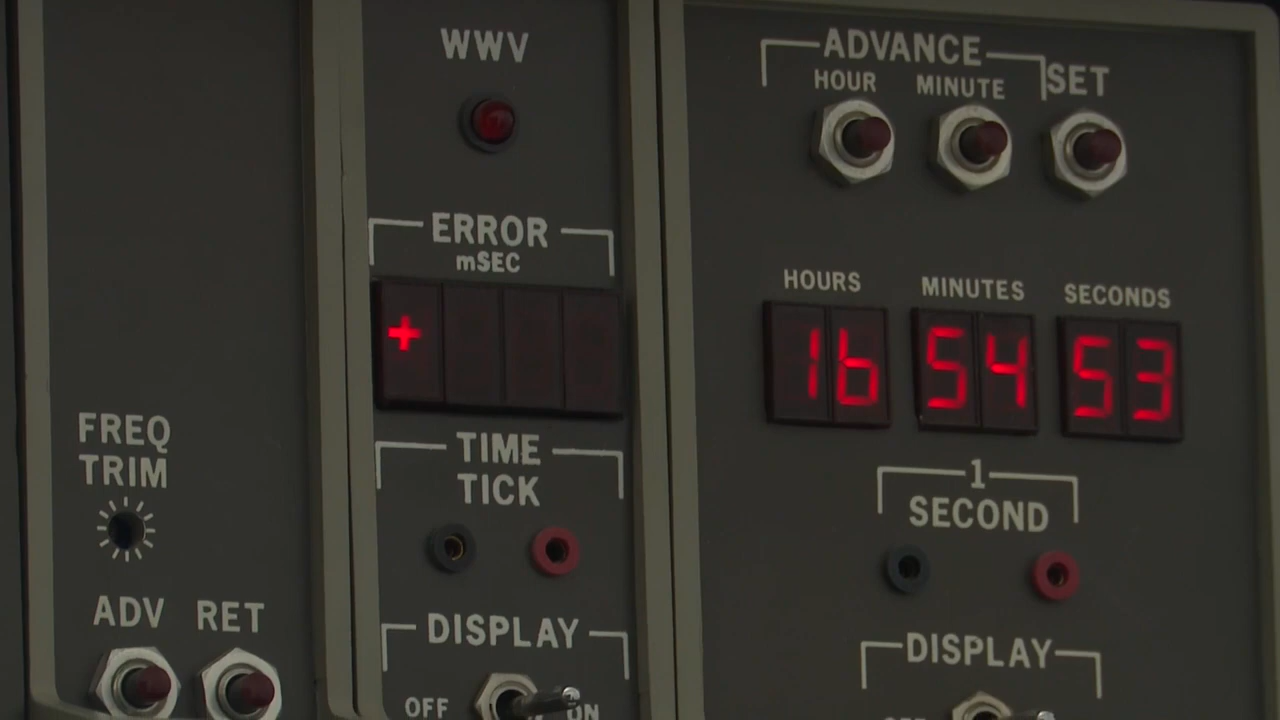 WWV
ERROR
mSEC
+
TIME
TICK
DISPLAY
OFF
ON
FREQ
TRIM
ADV RET
ADVANCE
HOUR MINUTE
SET
HOURS MINUTES SECONDS
16 54 53
1
SECOND
DISPLAY